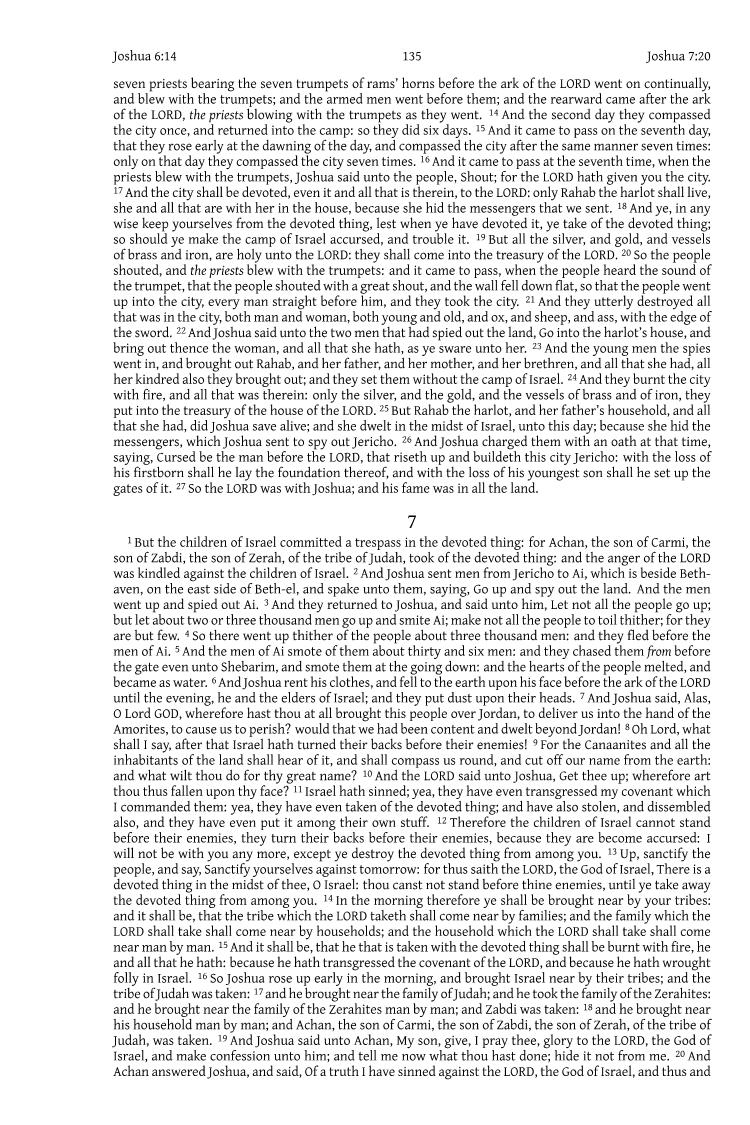 Joshua 6:14 135 Joshua 7:20
seven priests bearing the seven trumpets of rams’ horns before the ark of the LORD went on continually,
and blew with the trumpets; and the armed men went before them; and the rearward came after the ark
of the LORD, the priests blowing with the trumpets as they went. 14 And the second day they compassed
the city once, and returned into the camp: so they did six days. 15 And it came to pass on the seventh day,
that they rose early at the dawning of the day, and compassed the city after the same manner seven times:
only on that day they compassed the city seven times. 16 And it came to pass at the seventh time, when the
priests blew with the trumpets, Joshua said unto the people, Shout; for the LORD hath given you the city.
17 And the city shall be devoted, even it and all that is therein, to the LORD: only Rahab the harlot shall live,
she and all that are with her in the house, because she hid the messengers that we sent. 18 And ye, in any
wise keep yourselves from the devoted thing, lest when ye have devoted it, ye take of the devoted thing;
so should ye make the camp of Israel accursed, and trouble it. 19 But all the silver, and gold, and vessels
of brass and iron, are holy unto the LORD: they shall come into the treasury of the LORD. 20 So the people
shouted, and the priests blew with the trumpets: and it came to pass, when the people heard the sound of
the trumpet, that the people shouted with a great shout, and the wall fell down flat, so that the people went
up into the city, every man straight before him, and they took the city. 21 And they utterly destroyed all
that was in the city, both man and woman, both young and old, and ox, and sheep, and ass, with the edge of
the sword. 22 And Joshua said unto the two men that had spied out the land, Go into the harlot’s house, and
bring out thence the woman, and all that she hath, as ye sware unto her. 23 And the young men the spies
went in, and brought out Rahab, and her father, and her mother, and her brethren, and all that she had, all
her kindred also they brought out; and they set them without the camp of Israel. 24 And they burnt the city
with fire, and all that was therein: only the silver, and the gold, and the vessels of brass and of iron, they
put into the treasury of the house of the LORD. 25 But Rahab the harlot, and her father’s household, and all
that she had, did Joshua save alive; and she dwelt in the midst of Israel, unto this day; because she hid the
messengers, which Joshua sent to spy out Jericho. 26 And Joshua charged them with an oath at that time,
saying, Cursed be the man before the LORD, that riseth up and buildeth this city Jericho: with the loss of
his firstborn shall he lay the foundation thereof, and with the loss of his youngest son shall he set up the
gates of it. 27 So the LORD was with Joshua; and his fame was in all the land.
7
1 But the children of Israel committed a trespass in the devoted thing: for Achan, the son of Carmi, the
son of Zabdi, the son of Zerah, of the tribe of Judah, took of the devoted thing: and the anger of the LORD
was kindled against the children of Israel. 2 And Joshua sent men from Jericho to Ai, which is beside Beth-
aven, on the east side of Beth-el, and spake unto them, saying, Go up and spy out the land. And the men
went up and spied out Ai. 3 And they returned to Joshua, and said unto him, Let not all the people go up;
but let about two or three thousand men go up and smite Ai; make not all the people to toil thither; for they
are but few. 4 So there went up thither of the people about three thousand men: and they fled before the
men of Ai. 5 And the men of Ai smote of them about thirty and six men: and they chased them from before
the gate even unto Shebarim, and smote them at the going down: and the hearts of the people melted, and
became as water. 6 And Joshua rent his clothes, and fell to the earth upon his face before the ark of the LORD
until the evening, he and the elders of Israel; and they put dust upon their heads. 7 And Joshua said, Alas,
O Lord GOD, wherefore hast thou at all brought this people over Jordan, to deliver us into the hand of the
Amorites, to cause us to perish? would that we had been content and dwelt beyond Jordan! 8 Oh Lord, what
shall I say, after that Israel hath turned their backs before their enemies! 9 For the Canaanites and all the
inhabitants of the land shall hear of it, and shall compass us round, and cut off our name from the earth:
and what wilt thou do for thy great name? 10 And the LORD said unto Joshua, Get thee up; wherefore art
thou thus fallen upon thy face? 11 Israel hath sinned; yea, they have even transgressed my covenant which
I commanded them: yea, they have even taken of the devoted thing; and have also stolen, and dissembled
also, and they have even put it among their own stuff. 12 Therefore the children of Israel cannot stand
before their enemies, they turn their backs before their enemies, because they are become accursed: I
will not be with you any more, except ye destroy the devoted thing from among you. 13 Up, sanctify the
people, and say, Sanctify yourselves against tomorrow: for thus saith the LORD, the God of Israel, There is a
devoted thing in the midst of thee, O Israel: thou canst not stand before thine enemies, until ye take away
the devoted thing from among you. 14 In the morning therefore ye shall be brought near by your tribes:
and it shall be, that the tribe which the LORD taketh shall come near by families; and the family which the
LORD shall take shall come near by households; and the household which the LORD shall take shall come
near man by man. 15 And it shall be, that he that is taken with the devoted thing shall be burnt with fire, he
and all that he hath: because he hath transgressed the covenant of the LORD, and because he hath wrought
folly in Israel. 16 So Joshua rose up early in the morning, and brought Israel near by their tribes; and the
tribe of Judah was taken: 17 and he brought near the family of Judah; and he took the family of the Zerahites:
and he brought near the family of the Zerahites man by man; and Zabdi was taken: 18 and he brought near
his household man by man; and Achan, the son of Carmi, the son of Zabdi, the son of Zerah, of the tribe of
Judah, was taken. 19 And Joshua said unto Achan, My son, give, I pray thee, glory to the LORD, the God of
Israel, and make confession unto him; and tell me now what thou hast done; hide it not from me. 20 And
Achan answered Joshua, and said, Of a truth I have sinned against the LORD, the God of Israel, and thus and